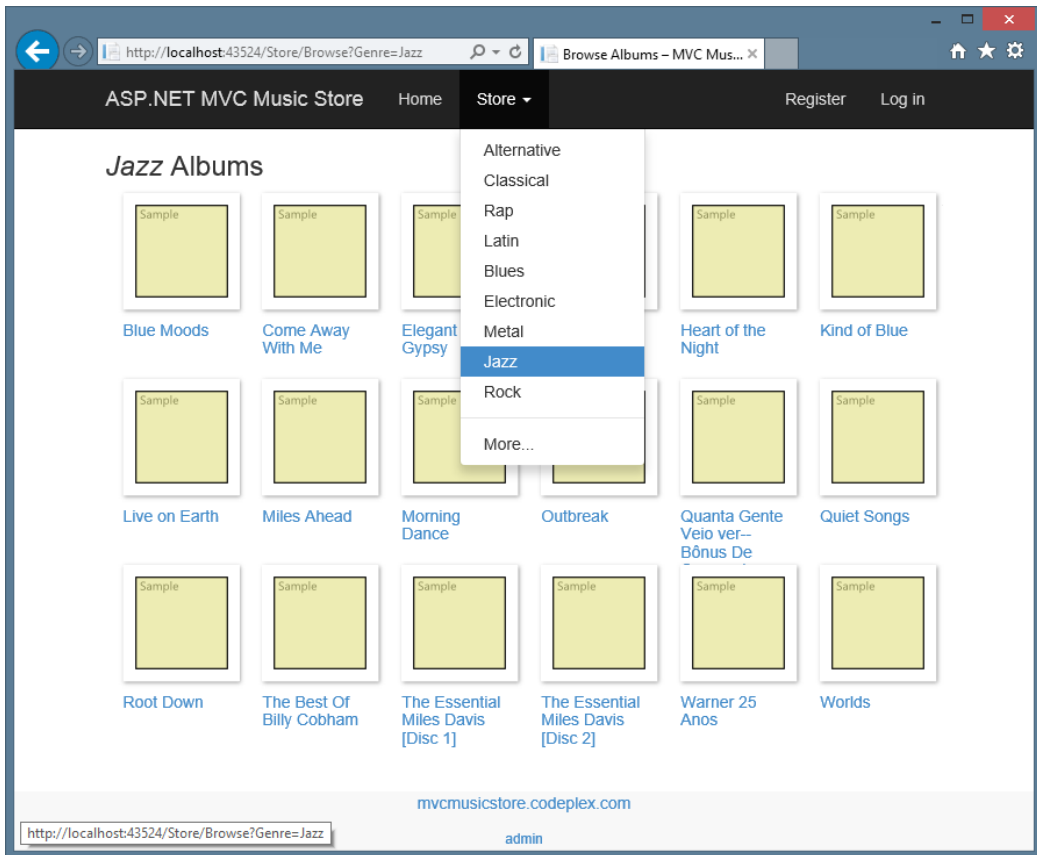 http://localhost:43524/Store/Browse?Genre=Jazz
Browse Albums – MVC Mus...
ASP.NET MVC Music Store
Home
Store
Register
Log in
Alternative
Classical
Rap
Latin
Blues
Electronic
Metal
Jazz
Rock
More...
Jazz Albums
Sample
Sample
Sample
Sample
Sample
Blue Moods
Come Away
With Me
Elegant
Gypsy
Heart of the
Night
Kind of Blue
Sample
Sample
Sample
Sample
Sample
Live on Earth
Miles Ahead
Morning
Dance
Outbreak
Quanta Gente
Veio ver--
Bônus De
Quiet Songs
Sample
Sample
Sample
Sample
Sample
Sample
Root Down
The Best Of
Billy Cobham
The Essential
Miles Davis
[Disc 1]
The Essential
Miles Davis
[Disc 2]
Warner 25
Anos
Worlds
mvcmusicstore.codeplex.com
admin
http://localhost:43524/Store/Browse?Genre=Jazz